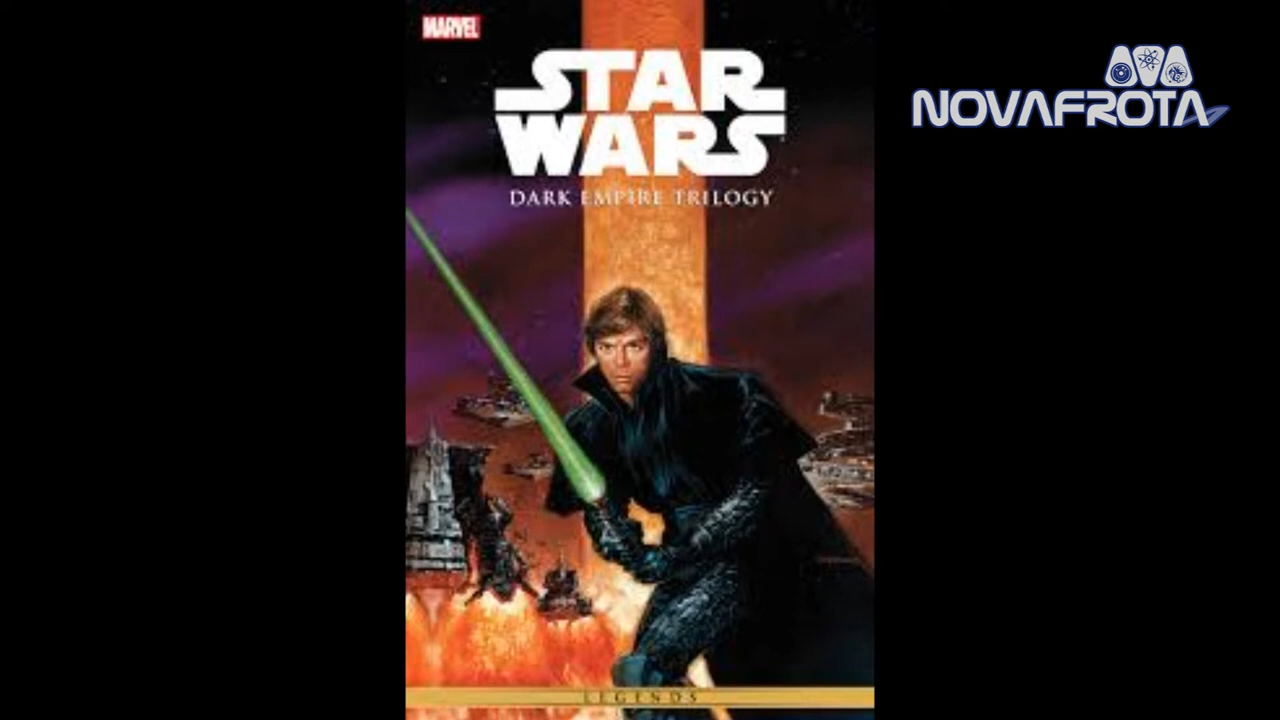 MARVEL
STAR
WARS
DARK EMPIRE TRILOGY
LEGENDS
NOVAFROTA